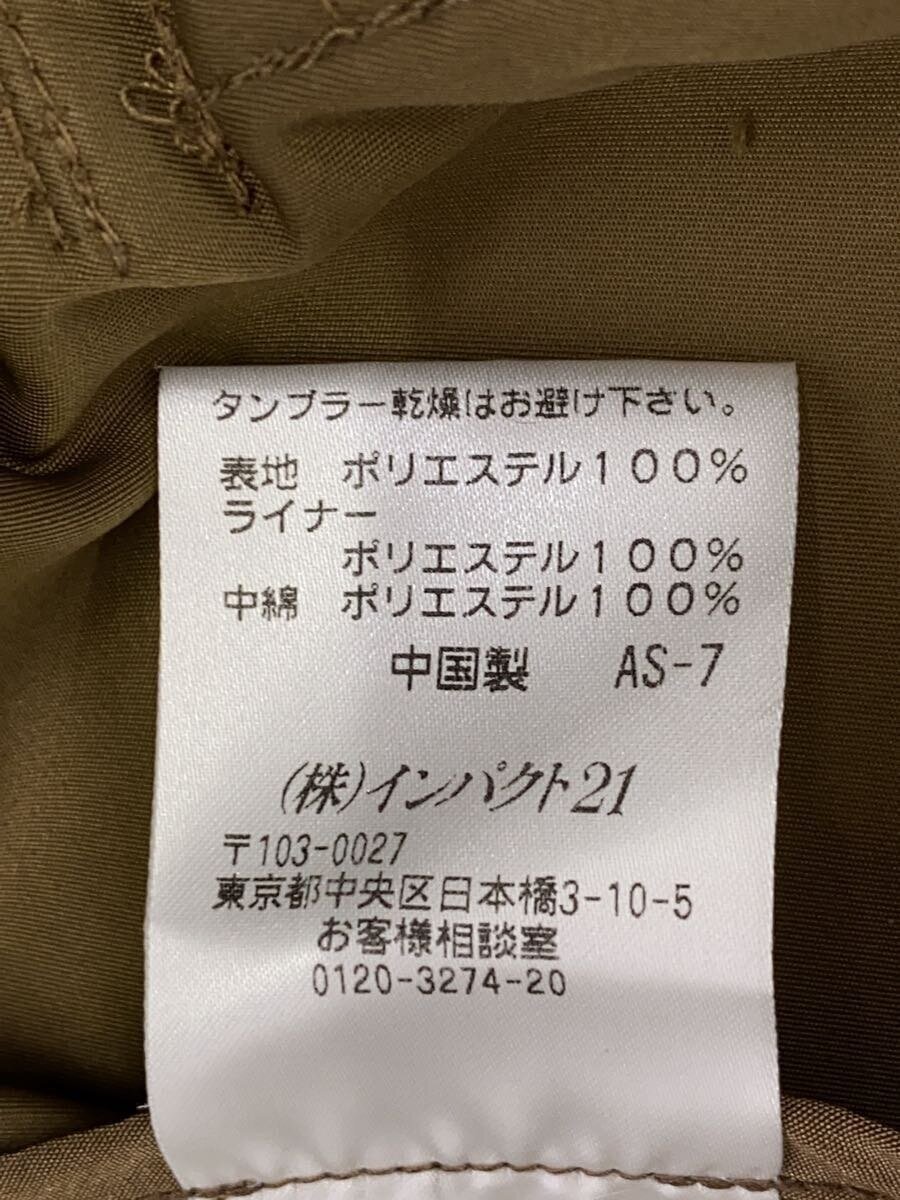 タンブラー乾燥はお避け下さい。
表地 ポリエステル100%
ライナー
ポリエステル100%
中綿 ポリエステル100%
中国製 AS-7
(株)インパクト21
〒103-0027
東京都中央区日本橋3-10-5
お客様相談室
0120-3274-20